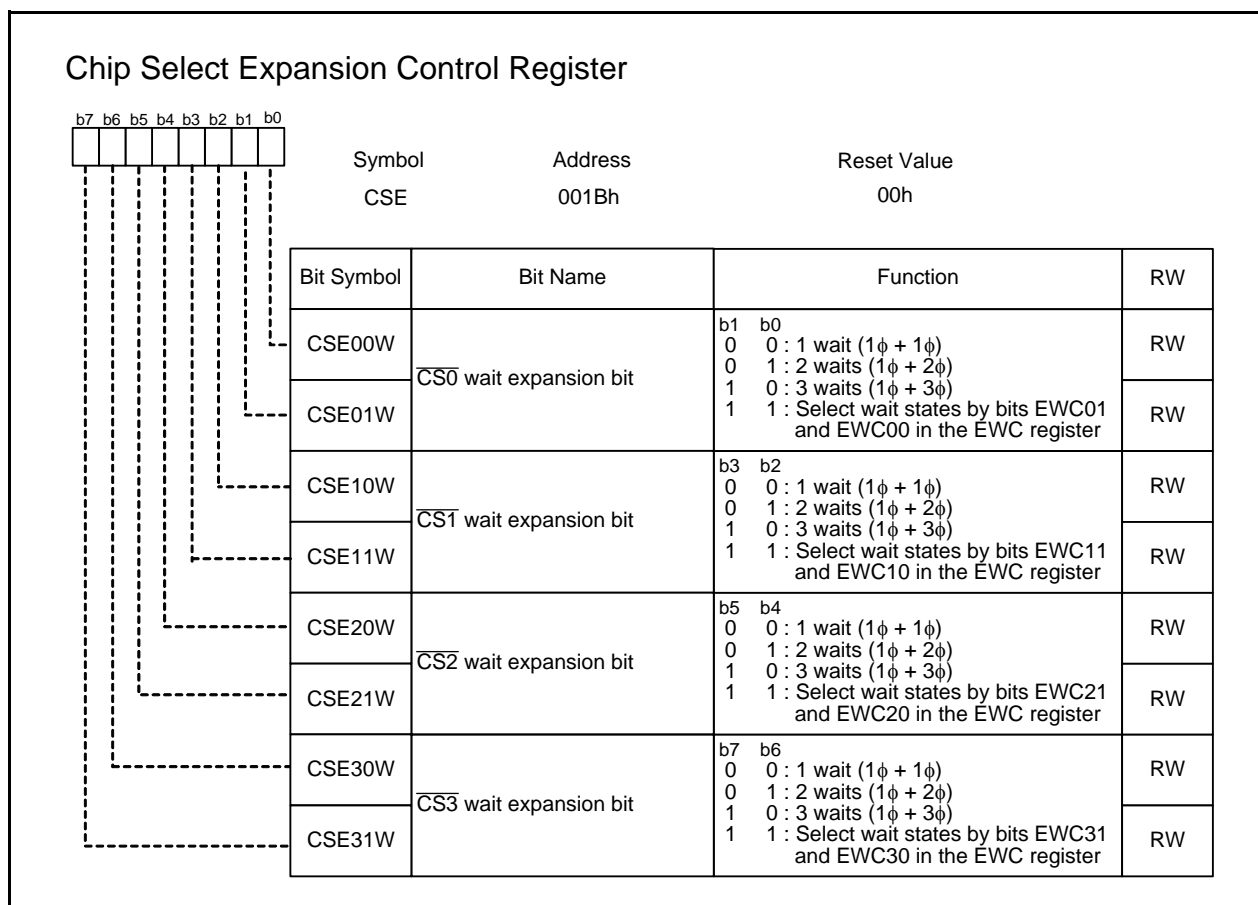 Chip Select Expansion Control Register
b7 b6 b5 b4 b3 b2 b1 b0
Symbol Address Reset Value
CSE 001Bh 00h
Bit Symbol Bit Name Function RW
CSE00W RW
CSE01W RW
CS0 wait expansion bit
b1 b0
0 0 : 1 wait (1ϕ + 1ϕ)
0 1 : 2 waits (1ϕ + 2ϕ)
1 0 : 3 waits (1ϕ + 3ϕ)
1 1 : Select wait states by bits EWC01
and EWC00 in the EWC register
CSE10W RW
CSE11W RW
CS1 wait expansion bit
b3 b2
0 0 : 1 wait (1ϕ + 1ϕ)
0 1 : 2 waits (1ϕ + 2ϕ)
1 0 : 3 waits (1ϕ + 3ϕ)
1 1 : Select wait states by bits EWC11
and EWC10 in the EWC register
CSE20W RW
CSE21W RW
CS2 wait expansion bit
b5 b4
0 0 : 1 wait (1ϕ + 1ϕ)
0 1 : 2 waits (1ϕ + 2ϕ)
1 0 : 3 waits (1ϕ + 3ϕ)
1 1 : Select wait states by bits EWC21
and EWC20 in the EWC register
CSE30W RW
CSE31W RW
CS3 wait expansion bit
b7 b6
0 0 : 1 wait (1ϕ + 1ϕ)
0 1 : 2 waits (1ϕ + 2ϕ)
1 0 : 3 waits (1ϕ + 3ϕ)
1 1 : Select wait states by bits EWC31
and EWC30 in the EWC register